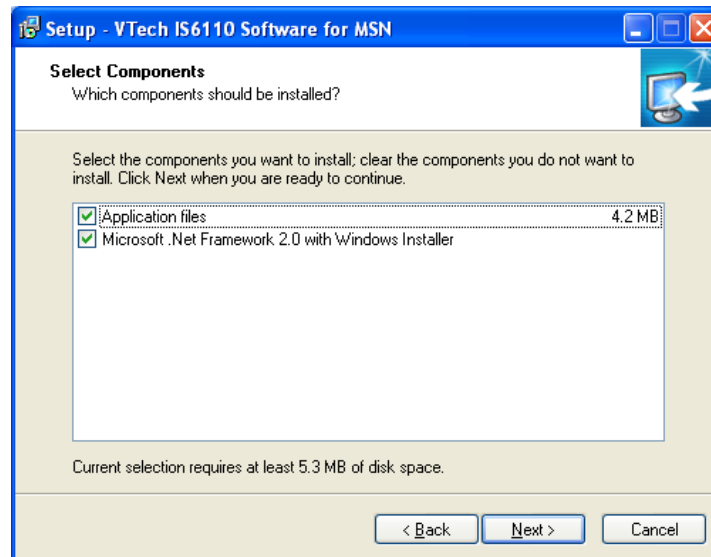 Setup - VTech IS6110 Software for MSN
Select Components
Which components should be installed?
Select the components you want to install; clear the components you do not want to
install. Click Next when you are ready to continue.
Application files 4.2 MB
Microsoft .Net Framework 2.0 with Windows Installer
Current selection requires at least 5.3 MB of disk space.
< Back Next > Cancel